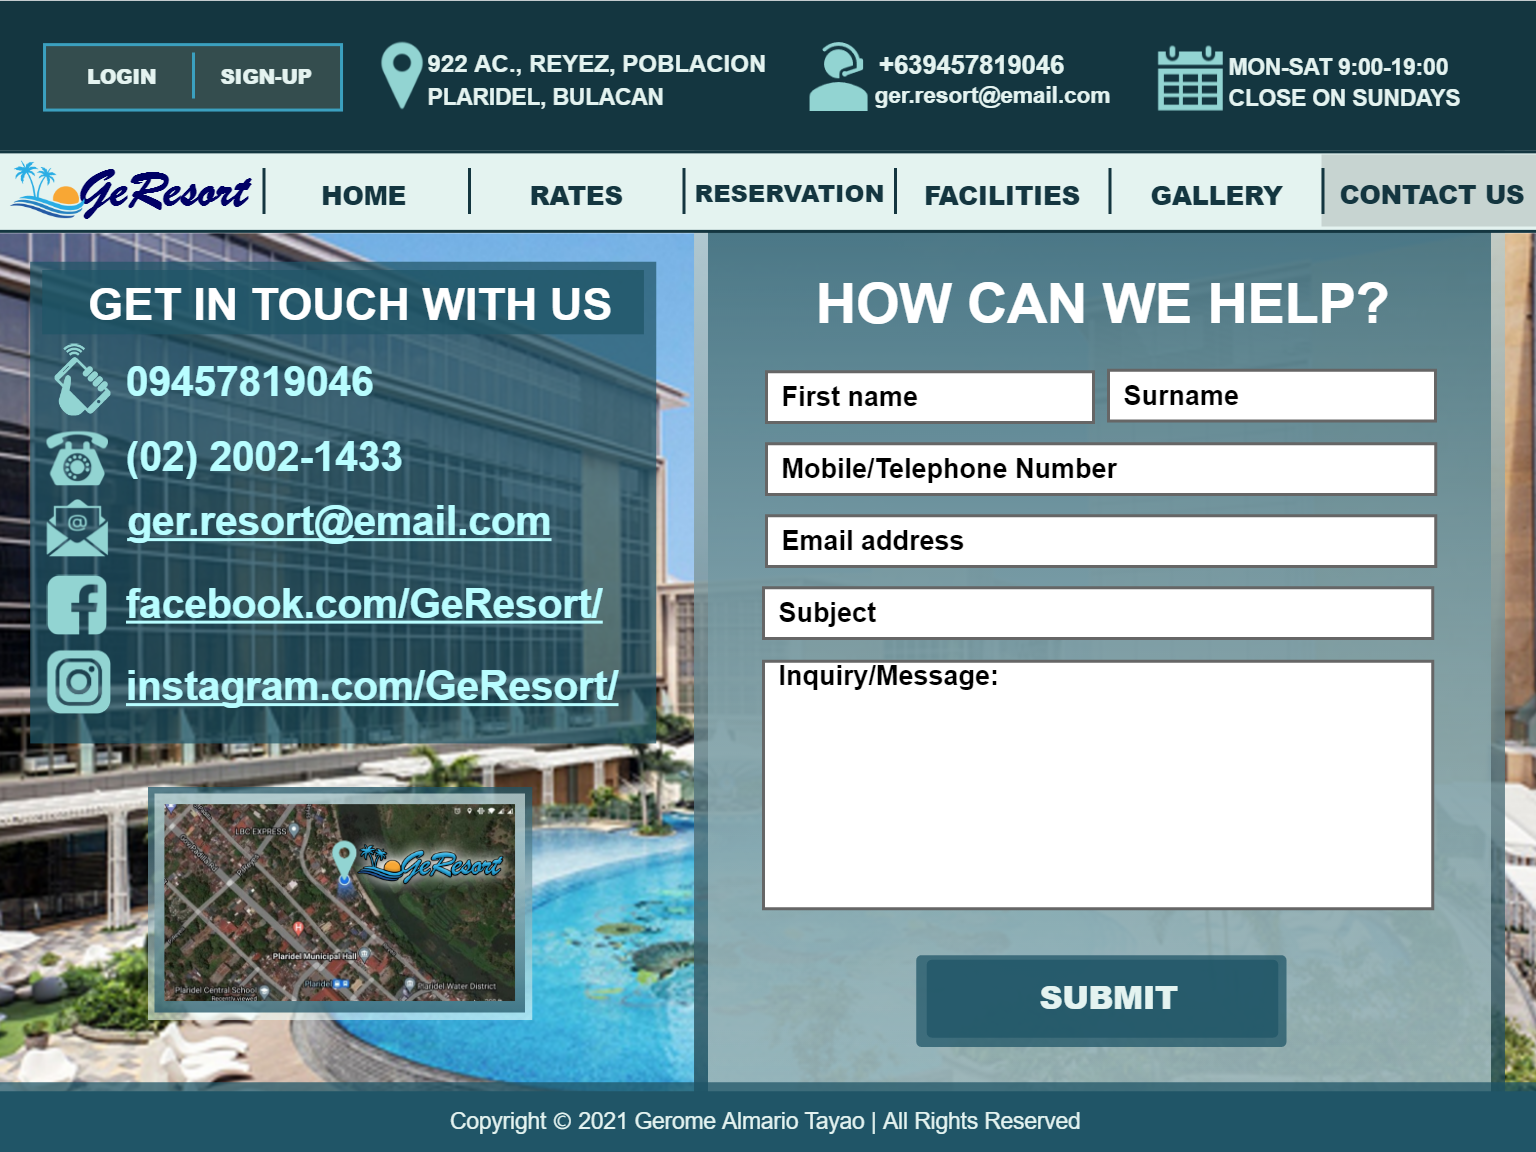 LOGIN
SIGN-UP
922 AC., REYEZ, POBLACION
PLARIDEL, BULACAN
+639457819046
ger.resort@email.com
MON-SAT 9:00-19:00
CLOSE ON SUNDAYS
GeResort
HOME
RATES
RESERVATION
FACILITIES
GALLERY
CONTACT US
GET IN TOUCH WITH US
09457819046
(02) 2002-1433
ger.resort@email.com
facebook.com/GeResort/
instagram.com/GeResort/
LBC EXPRESS
GeResort
H
Plaridel Municipal Hall
Plaridel
Plaridel Water District
Plaridel Central School
Recently viewed
HOW CAN WE HELP?
First name
Surname
Mobile/Telephone Number
Email address
Subject
Inquiry/Message:
SUBMIT
Copyright © 2021 Gerome Almario Tayao | All Rights Reserved